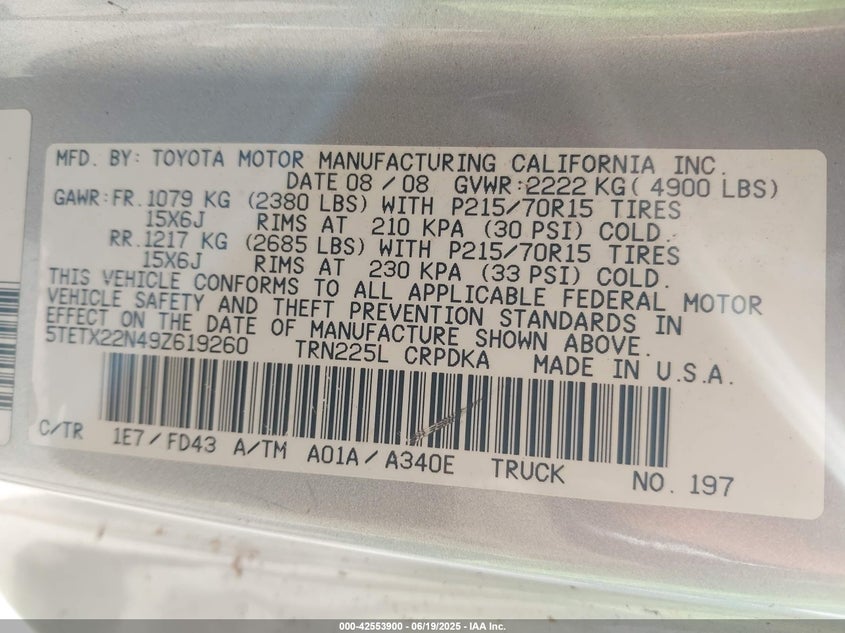 MFD. BY: TOYOTA MOTOR MANUFACTURING CALIFORNIA INC.
DATE 08 / 08 GVWR:2222 KG( 4900 LBS)
GAWR:FR.1079 KG (2380 LBS) WITH P215/70R15 TIRES
15X6J RIMS AT 210 KPA (30 PSI) COLD.
RR.1217 KG (2685 LBS) WITH P215/70R15 TIRES
15X6J RIMS AT 230 KPA (33 PSI) COLD.
THIS VEHICLE CONFORMS TO ALL APPLICABLE FEDERAL MOTOR
VEHICLE SAFETY AND THEFT PREVENTION STANDARDS IN
EFFECT ON THE DATE OF MANUFACTURE SHOWN ABOVE.
5TETX22N49Z619260 TRN225L CRPDKA MADE IN U.S.A.
C/TR 1E7/FD43 A/TM A01A/A340E TRUCK NO. 197
000-42553900 - 06/19/2025 - IAA Inc.